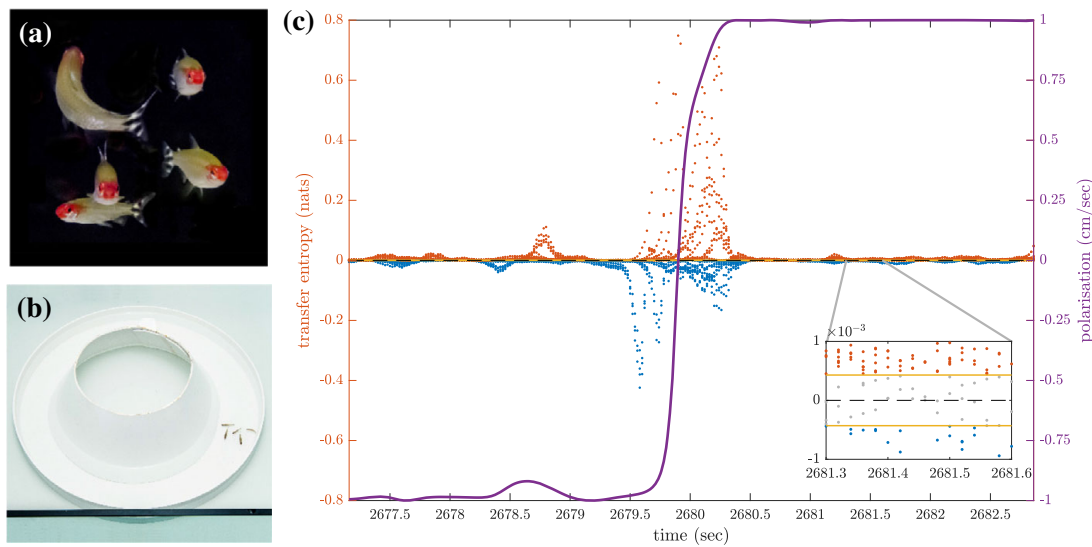 (a)
(b)
(c)
transfer entropy (nats)
0.8
0.6
0.4
0.2
0
-0.2
-0.4
-0.6
-0.8
1
0.75
0.5
0.25
0
-0.25
-0.5
-0.75
-1
polarisation (cm/sec)
×10⁻³
1
0
-1
2681.3 2681.4 2681.5 2681.6
2677.5 2678 2678.5 2679 2679.5 2680 2680.5 2681 2681.5 2682 2682.5
time (sec)